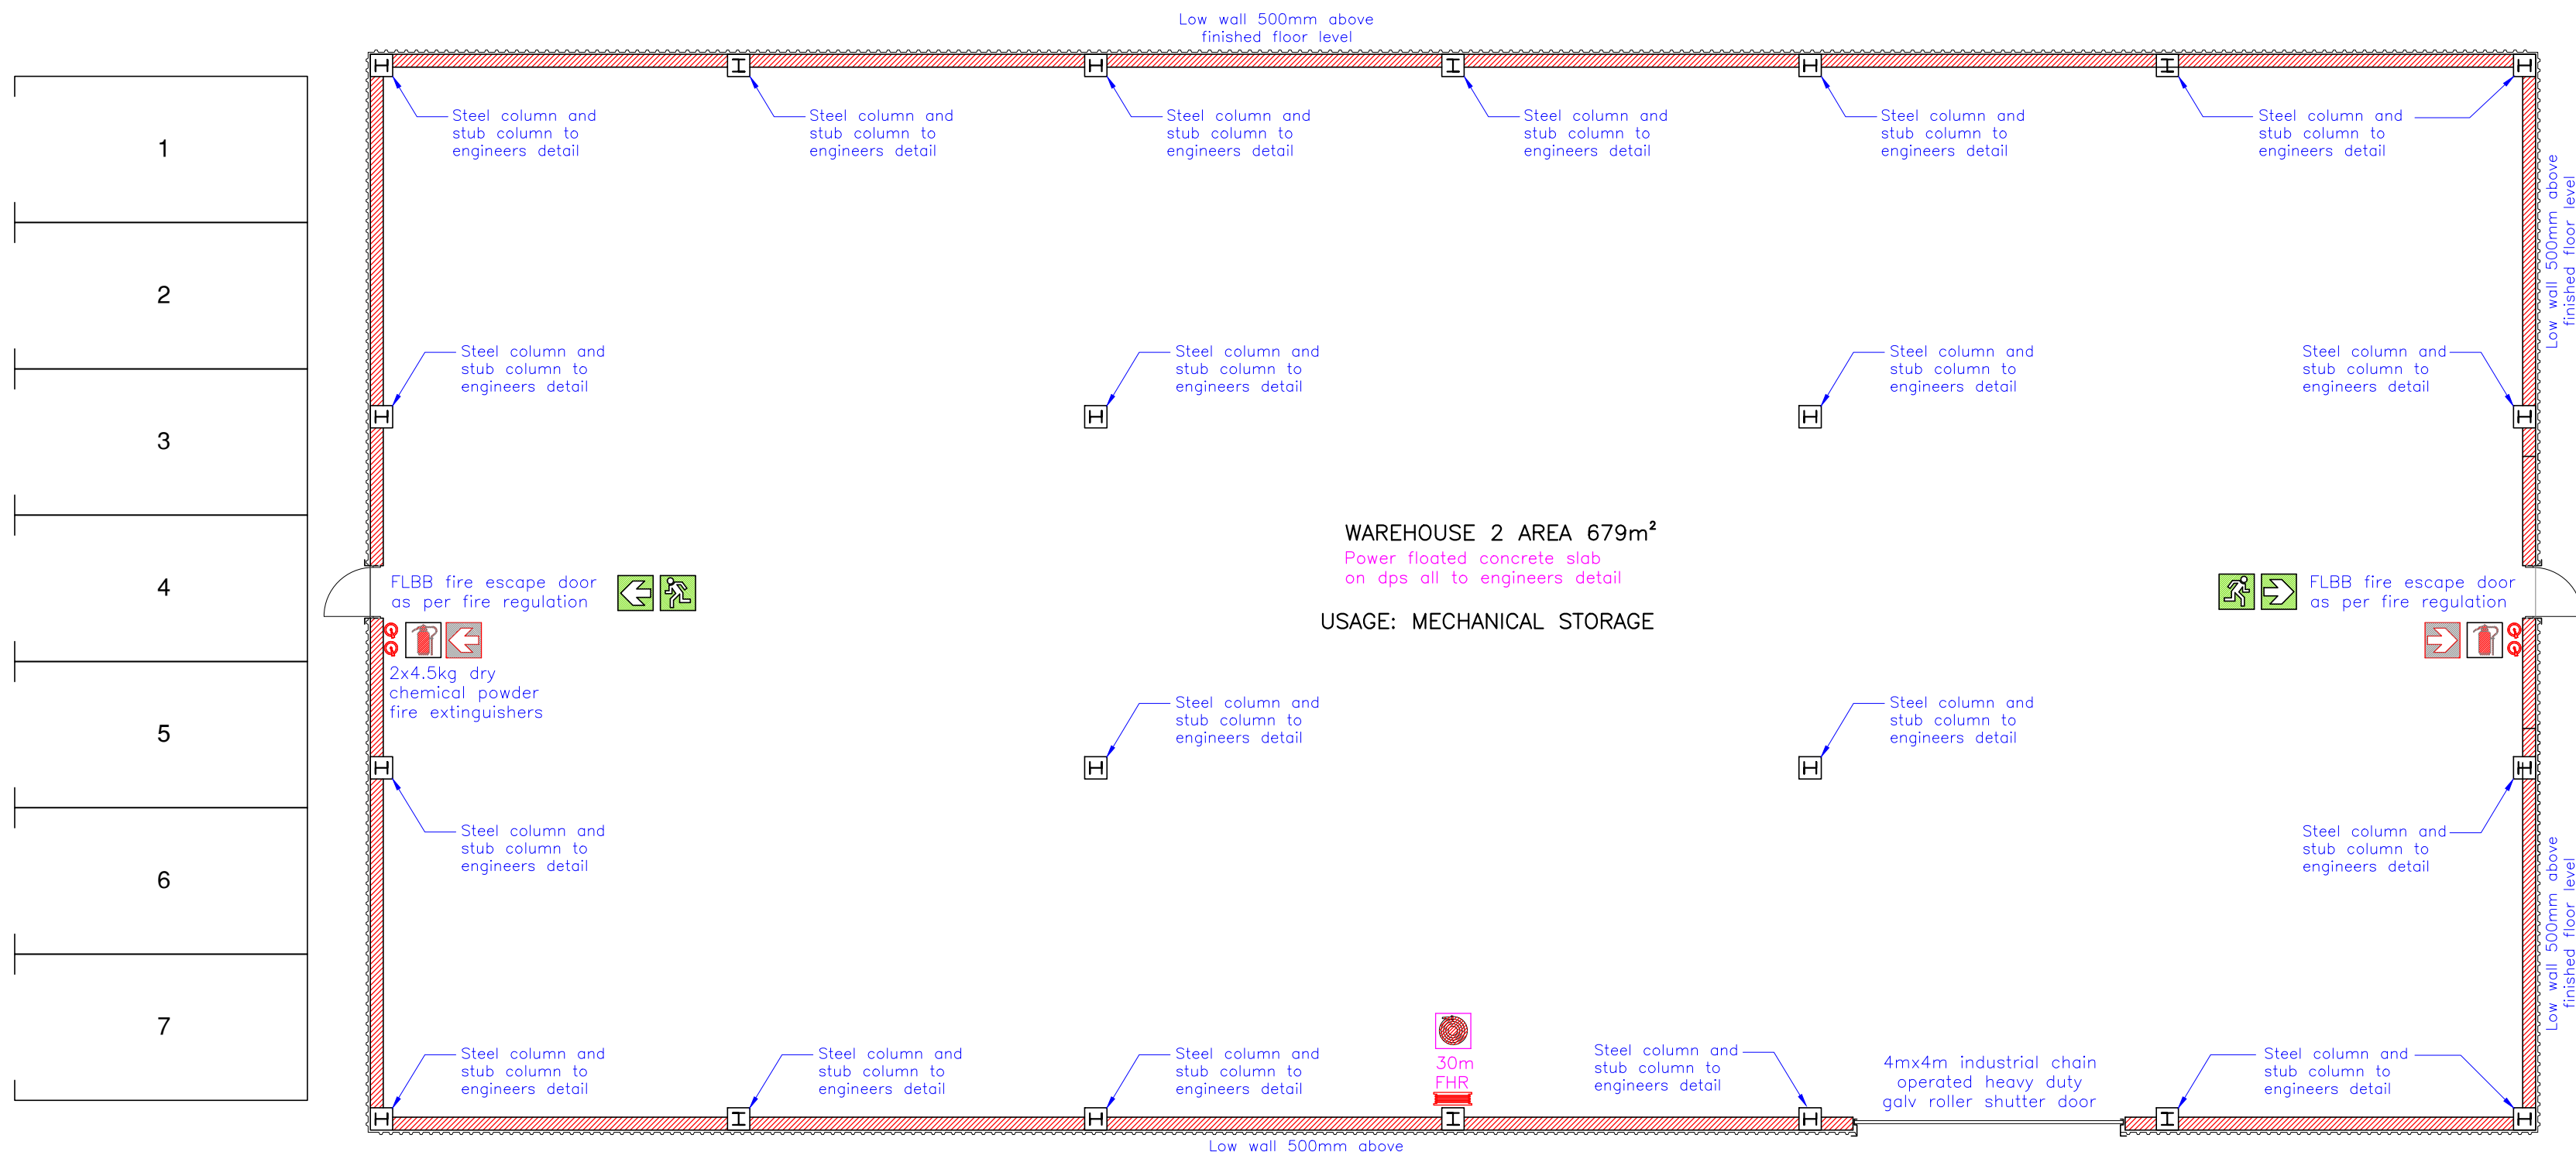 Low wall 500mm above
finished floor level
Steel column and
stub column to
engineers detail
Steel column and
stub column to
engineers detail
Steel column and
stub column to
engineers detail
Steel column and
stub column to
engineers detail
Steel column and
stub column to
engineers detail
Steel column and
stub column to
engineers detail
Low wall 500mm above
finished floor level
1
2
3
4
5
6
7
Steel column and
stub column to
engineers detail
Steel column and
stub column to
engineers detail
Steel column and
stub column to
engineers detail
Steel column and
stub column to
engineers detail
WAREHOUSE 2 AREA 679m²
Power floated concrete slab
on dps all to engineers detail
USAGE: MECHANICAL STORAGE
FLBB fire escape door
as per fire regulation
FLBB fire escape door
as per fire regulation
2x4.5kg dry
chemical powder
fire extinguishers
Steel column and
stub column to
engineers detail
Steel column and
stub column to
engineers detail
Steel column and
stub column to
engineers detail
Steel column and
stub column to
engineers detail
Low wall 500mm above
finished floor level
Steel column and
stub column to
engineers detail
Steel column and
stub column to
engineers detail
Steel column and
stub column to
engineers detail
30m
FHR
Steel column and
stub column to
engineers detail
4mx4m industrial chain
operated heavy duty
galv roller shutter door
Steel column and
stub column to
engineers detail
Low wall 500mm above